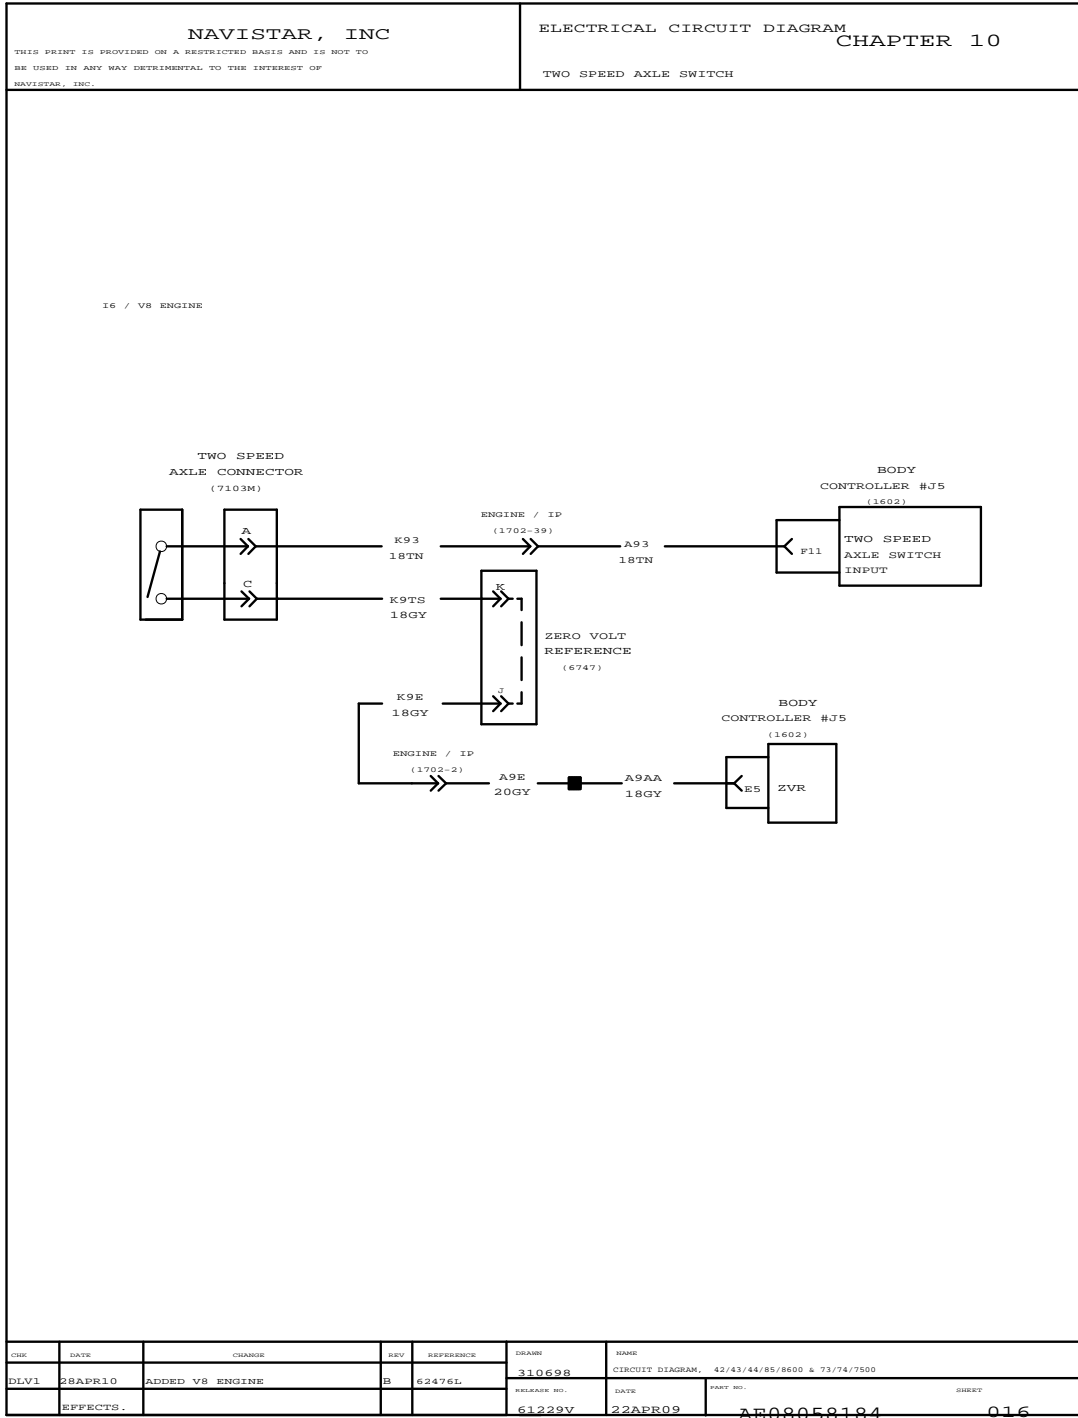 NAVISTAR, INC
THIS PRINT IS PROVIDED ON A RESTRICTED BASIS AND IS NOT TO
BE USED IN ANY WAY DETRIMENTAL TO THE INTEREST OF
NAVISTAR, INC.
ELECTRICAL CIRCUIT DIAGRAM
CHAPTER 10
TWO SPEED AXLE SWITCH
I6 / V8 ENGINE
TWO SPEED
AXLE CONNECTOR
(7103M)
A
C
K93
18TN
ENGINE / IP
(1702-39)
A93
18TN
BODY
CONTROLLER #J5
(1602)
F11
TWO SPEED
AXLE SWITCH
INPUT
K9TS
18GY
K
ZERO VOLT
REFERENCE
(6747)
J
K9E
18GY
ENGINE / IP
(1702-2)
A9E
20GY
A9AA
18GY
BODY
CONTROLLER #J5
(1602)
E5
ZVR
CHK DATE CHANGE REV REFERENCE
DLV1 28APR10 ADDED V8 ENGINE B 62476L
EFFECTS.
DRAWN
310698
NAME
CIRCUIT DIAGRAM, 42/43/44/85/8600 & 73/74/7500
RELEASE NO.
61229V
DATE
22APR09
PART NO.
AE08058184
SHEET
016